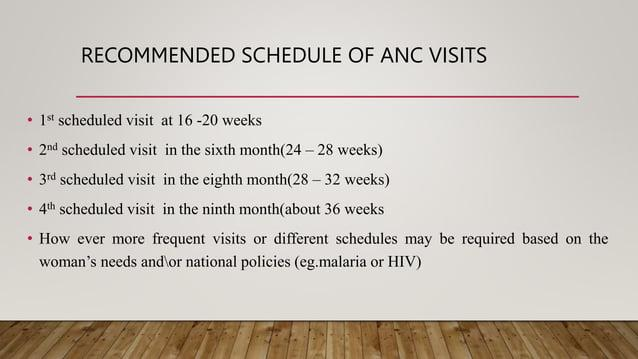 RECOMMENDED SCHEDULE OF ANC VISITS
• 1st scheduled visit at 16 -20 weeks
• 2nd scheduled visit in the sixth month(24 – 28 weeks)
• 3rd scheduled visit in the eighth month(28 – 32 weeks)
• 4th scheduled visit in the ninth month(about 36 weeks
• How ever more frequent visits or different schedules may be required based on the
woman’s needs and\or national policies (eg.malaria or HIV)